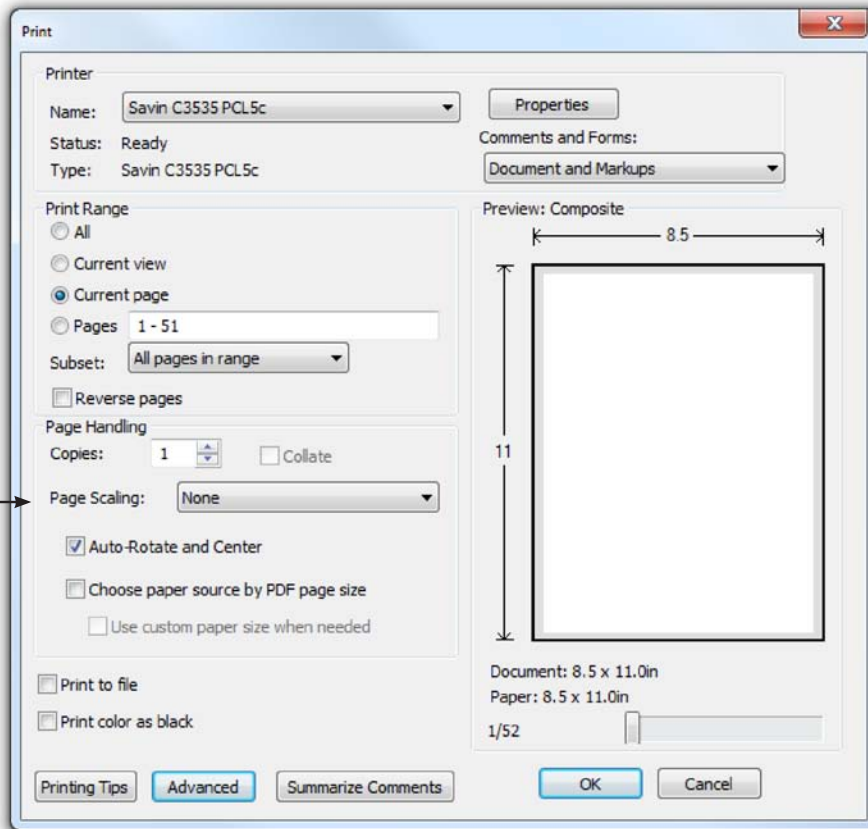 Print
Printer
Name: Savin C3535 PCL5c Properties
Status: Ready Comments and Forms:
Type: Savin C3535 PCL5c Document and Markups
Print Range
All
Current view
Current page
Pages 1 - 51
Subset: All pages in range
Reverse pages
Page Handling
Copies: 1 Collate
Page Scaling: None
Auto-Rotate and Center
Choose paper source by PDF page size
Use custom paper size when needed
Print to file
Print color as black
Preview: Composite
8.5
11
Document: 8.5 x 11.0in
Paper: 8.5 x 11.0in
1/52
Printing Tips Advanced Summarize Comments OK Cancel